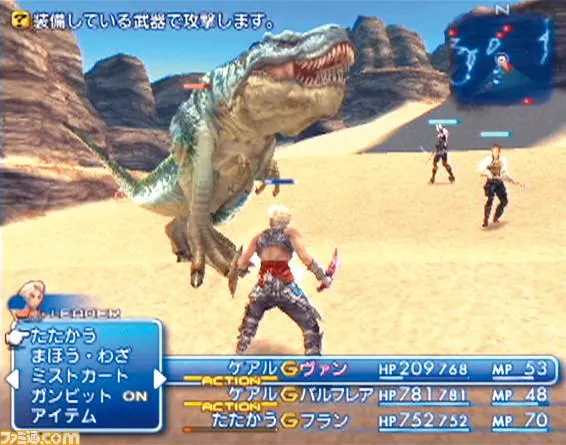 装備している武器で攻撃します。
N
LEADER
たたかう
まほう・わざ
ミストカート
ガンビット ON
アイテム
ケアル G ヴァン HP 209/768 MP 53
ACTION
ケアル G バルフレア HP 781/781 MP 48
ACTION
たたかう G フラン HP 752/752 MP 70
ファミ通.com